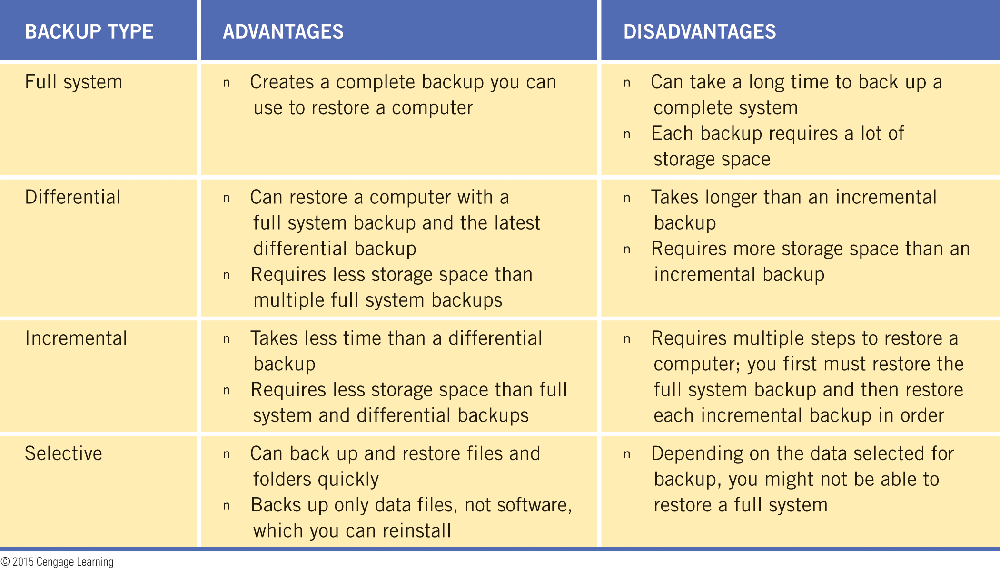 BACKUP TYPE ADVANTAGES DISADVANTAGES
Full system
n Creates a complete backup you can
use to restore a computer
n Can take a long time to back up a
complete system
n Each backup requires a lot of
storage space
Differential
n Can restore a computer with a
full system backup and the latest
differential backup
n Requires less storage space than
multiple full system backups
n Takes longer than an incremental
backup
n Requires more storage space than an
incremental backup
Incremental
n Takes less time than a differential
backup
n Requires less storage space than full
system and differential backups
n Requires multiple steps to restore a
computer; you first must restore the
full system backup and then restore
each incremental backup in order
Selective
n Can back up and restore files and
folders quickly
n Backs up only data files, not software,
which you can reinstall
n Depending on the data selected for
backup, you might not be able to
restore a full system
© 2015 Cengage Learning